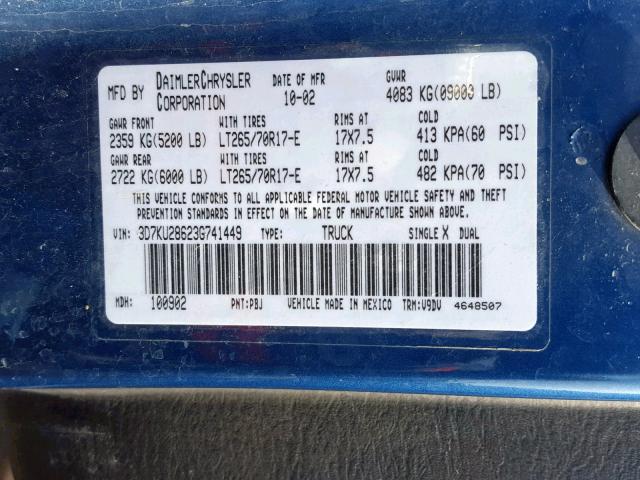 MFD BY DAIMLERCHRYSLER CORPORATION DATE OF MFR 10-02 GVWR 4083 KG(09000 LB)
GAWR FRONT WITH TIRES RIMS AT COLD
2359 KG(5200 LB) LT265/70R17-E 17X7.5 413 KPA(60 PSI)
GAWR REAR WITH TIRES RIMS AT COLD
2722 KG(6000 LB) LT265/70R17-E 17X7.5 482 KPA(70 PSI)
THIS VEHICLE CONFORMS TO ALL APPLICABLE FEDERAL MOTOR VEHICLE SAFETY AND THEFT
PREVENTION STANDARDS IN EFFECT ON THE DATE OF MANUFACTURE SHOWN ABOVE.
VIN: 3D7KU28623G741449 TYPE: TRUCK SINGLE X DUAL
MDH: 100902 PNT:PBJ VEHICLE MADE IN MEXICO TRM:V9DV 4648507